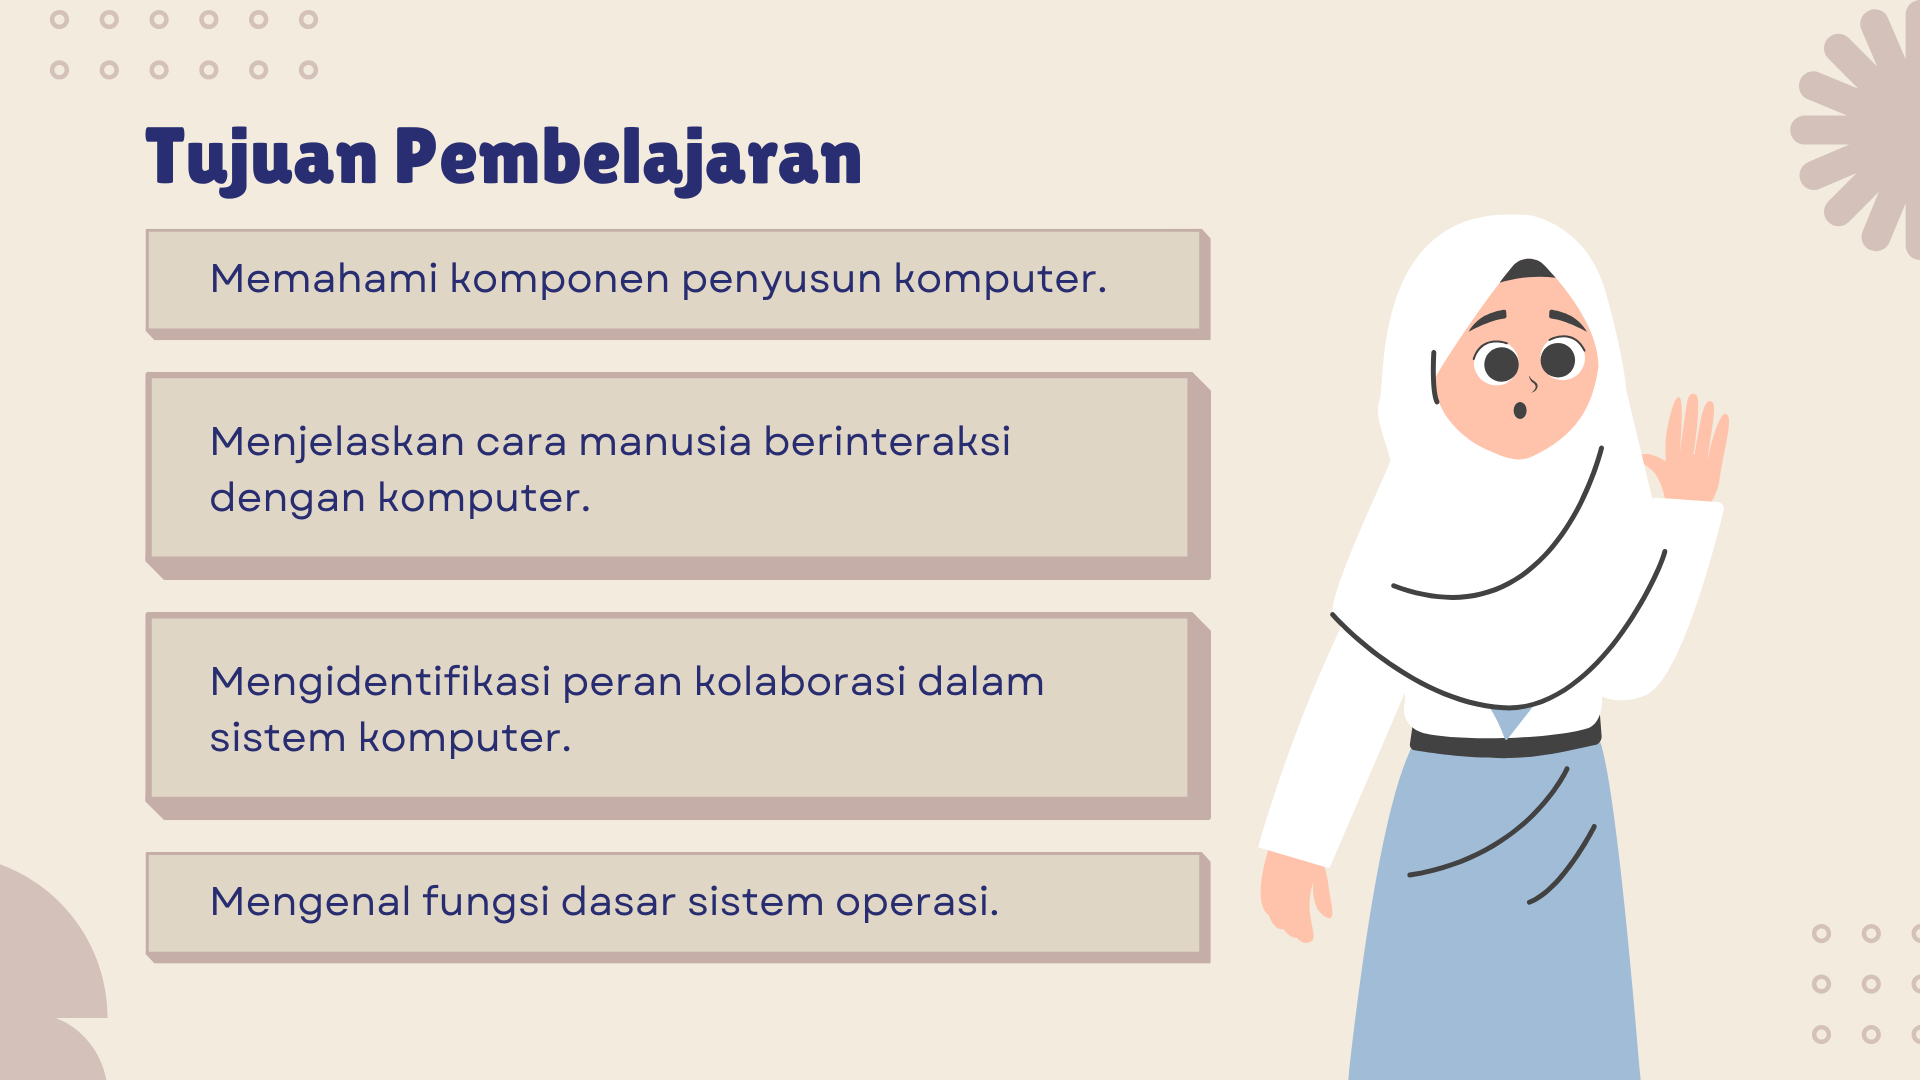 Tujuan Pembelajaran
Memahami komponen penyusun komputer.
Menjelaskan cara manusia berinteraksi
dengan komputer.
Mengidentifikasi peran kolaborasi dalam
sistem komputer.
Mengenal fungsi dasar sistem operasi.